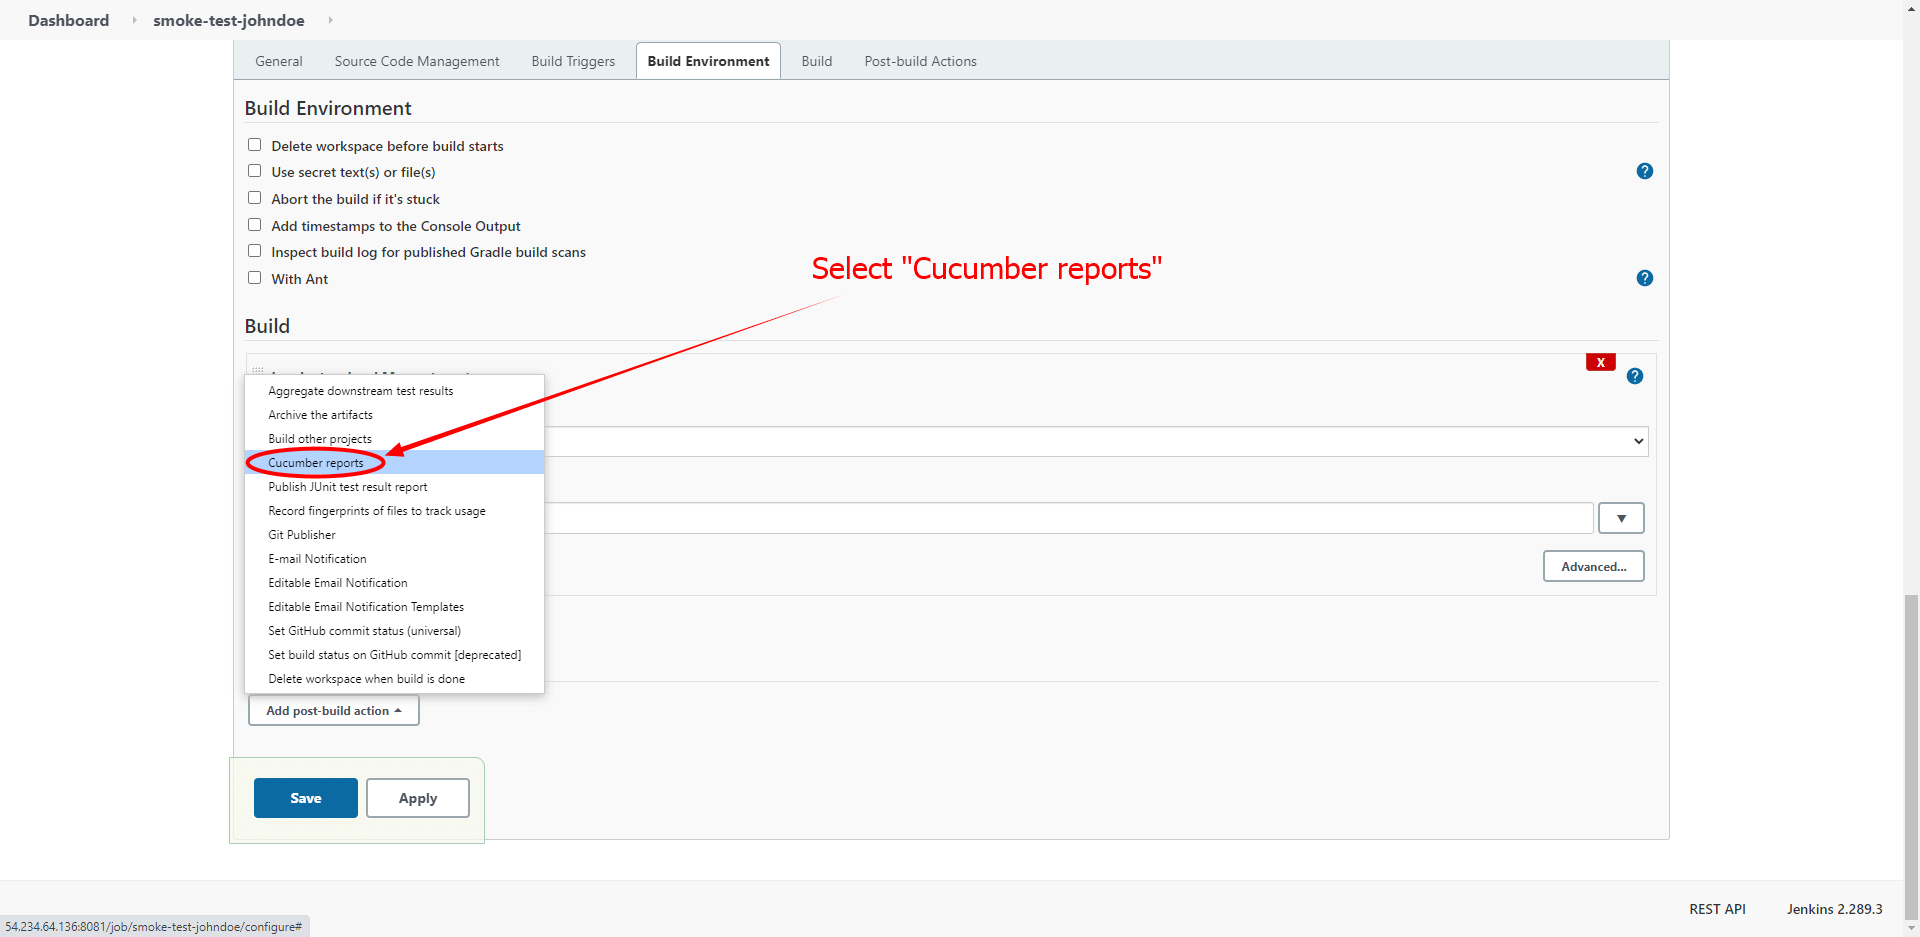 Dashboard smoke-test-johndoe
General Source Code Management Build Triggers Build Environment Build Post-build Actions
Build Environment
Delete workspace before build starts
Use secret text(s) or file(s)
?
Abort the build if it's stuck
Add timestamps to the Console Output
Inspect build log for published Gradle build scans
With Ant
?
Select "Cucumber reports"
Build
X
?
Aggregate downstream test results
Archive the artifacts
Build other projects
Cucumber reports
Publish JUnit test result report
Record fingerprints of files to track usage
Git Publisher
E-mail Notification
Editable Email Notification
Editable Email Notification Templates
Set GitHub commit status (universal)
Set build status on GitHub commit [deprecated]
Delete workspace when build is done
Advanced...
Add post-build action
Save Apply
REST API Jenkins 2.289.3
54.234.64.136:8081/job/smoke-test-johndoe/configure#